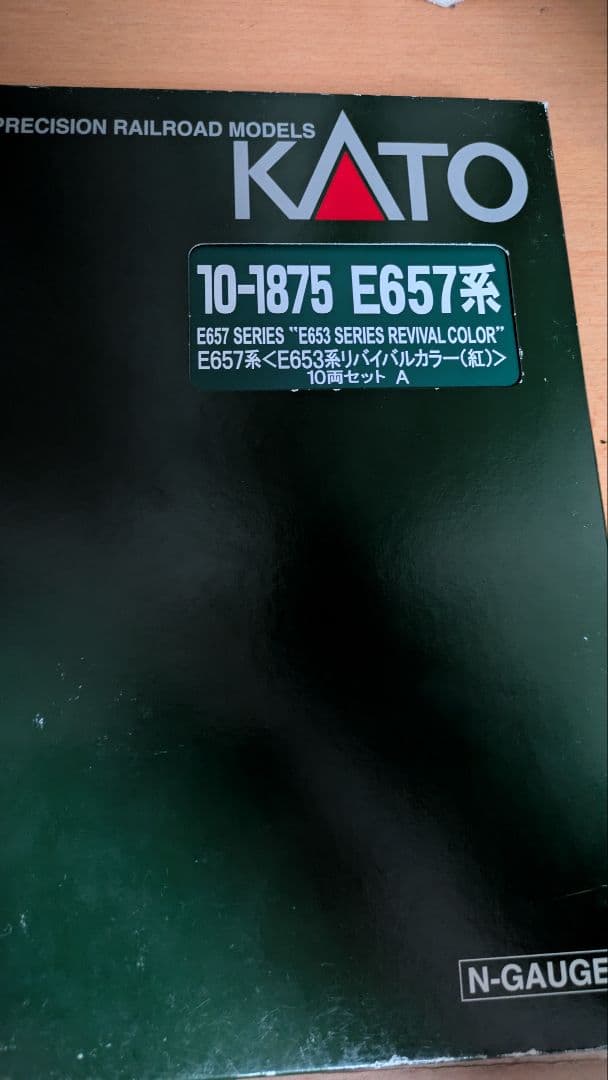 PRECISION RAILROAD MODELS
KATO
10-1875 E657系
E657 SERIES "E653 SERIES REVIVAL COLOR"
E657系<E653系リバイバルカラー(紅)>
10両セット A
N-GAUGE